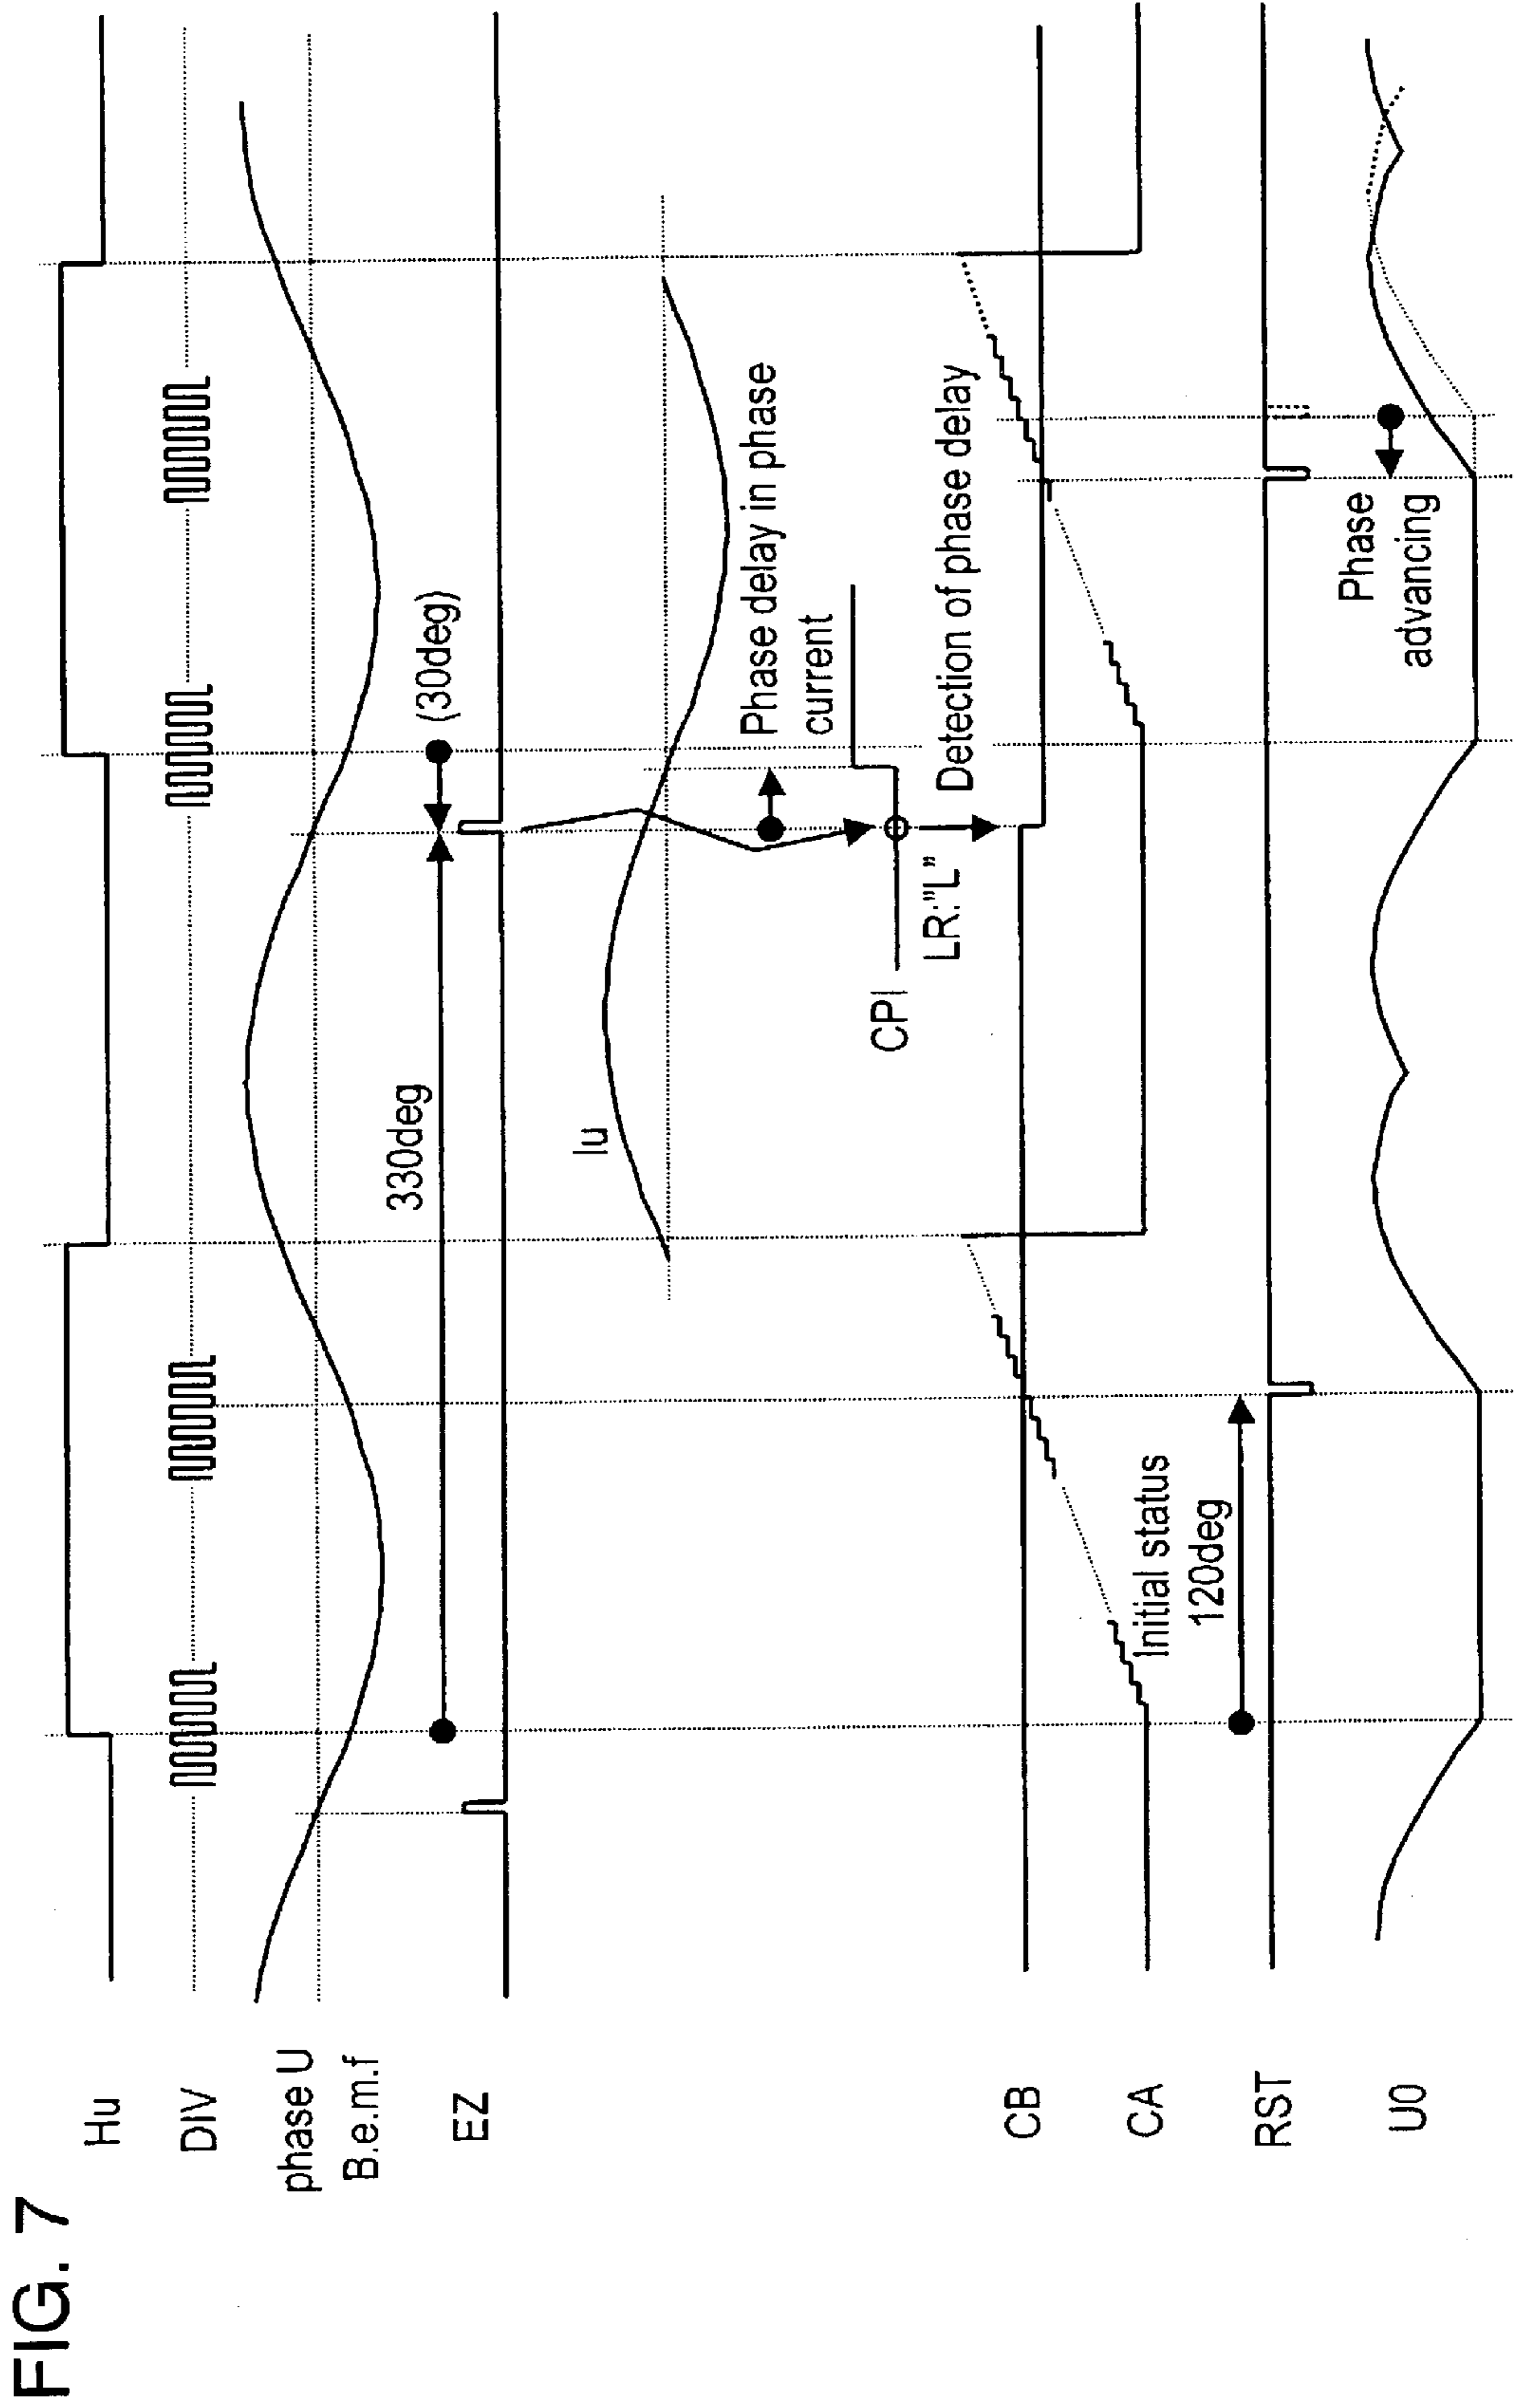 FIG. 7
Hu
DIV
phase U
B.e.m.f
EZ
330deg
(30deg)
Iu
Phase delay in phase
current
CPI
LR:"L"
Detection of phase delay
CB
CA
Initial status
120deg
RST
Phase
advancing
U0